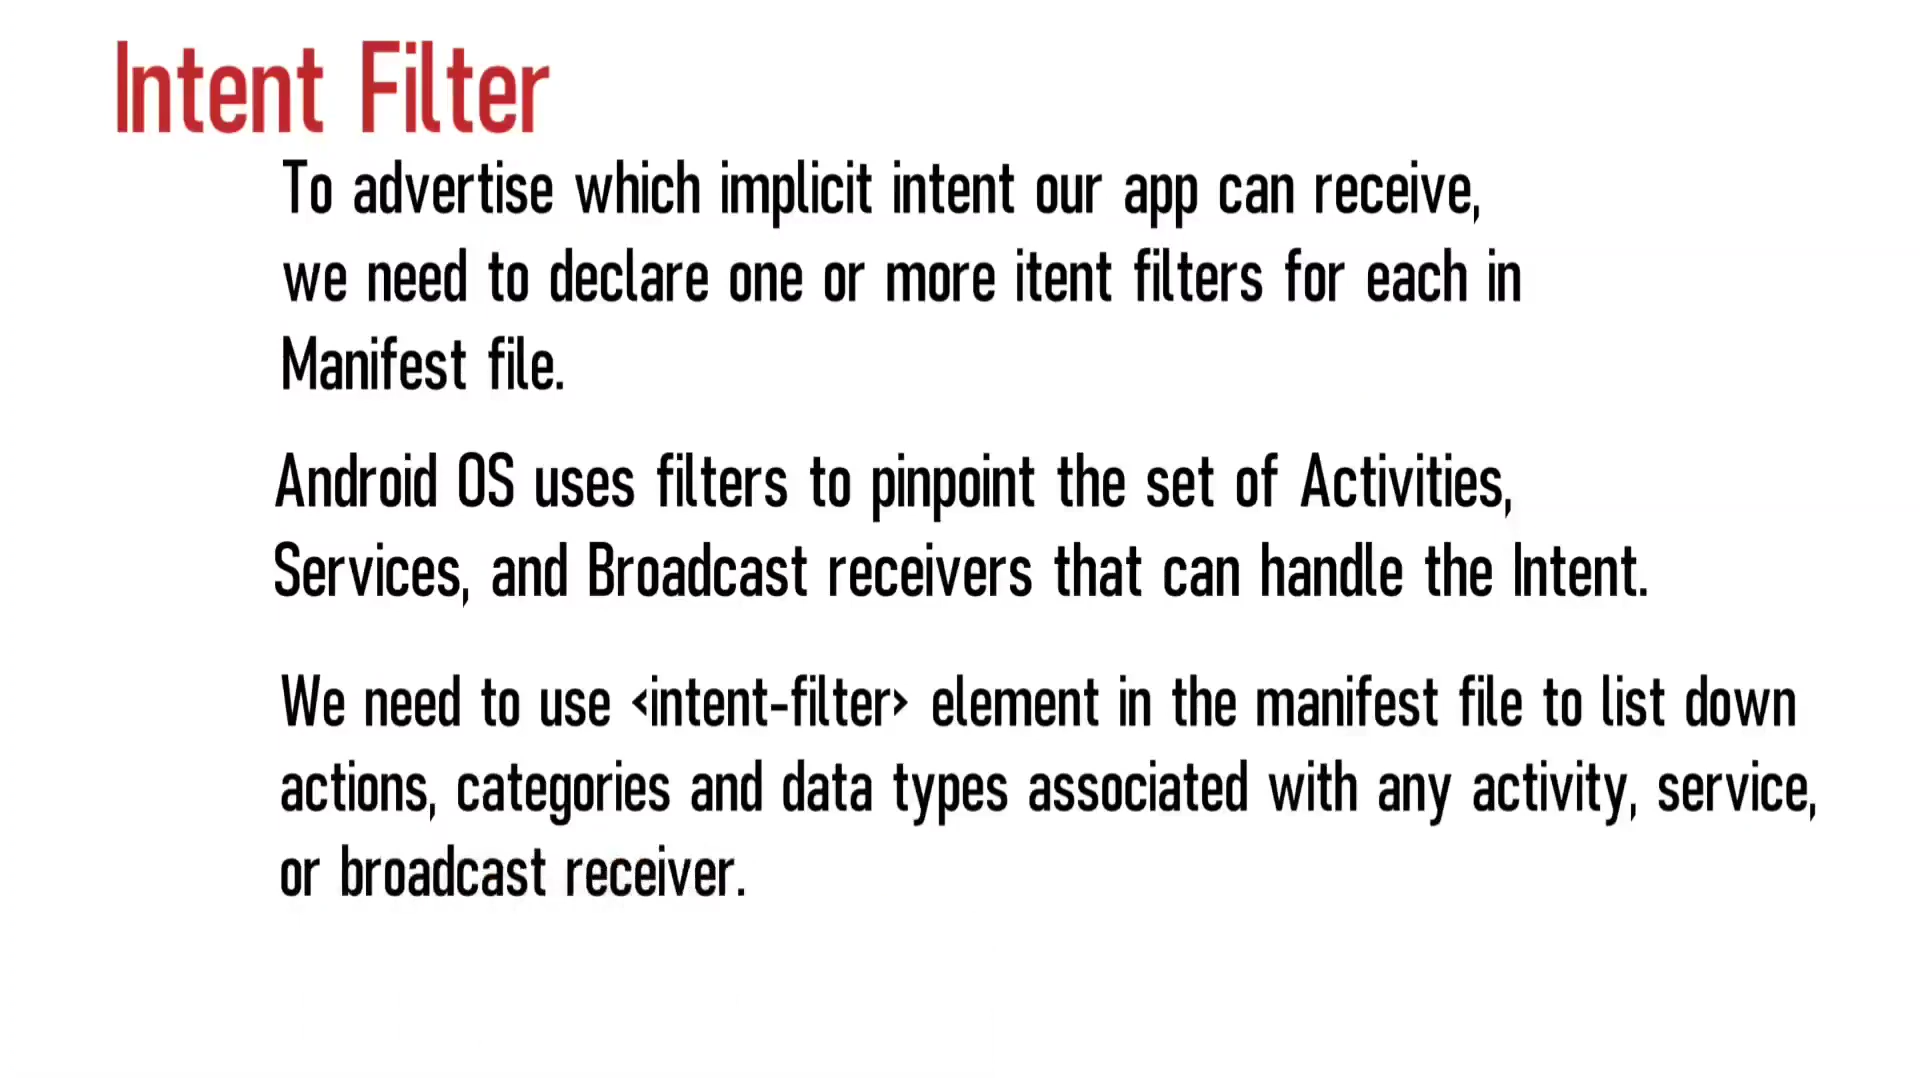 Intent Filter
To advertise which implicit intent our app can receive,
we need to declare one or more itent filters for each in
Manifest file.
Android OS uses filters to pinpoint the set of Activities,
Services, and Broadcast receivers that can handle the Intent.
We need to use <intent-filter> element in the manifest file to list down
actions, categories and data types associated with any activity, service,
or broadcast receiver.